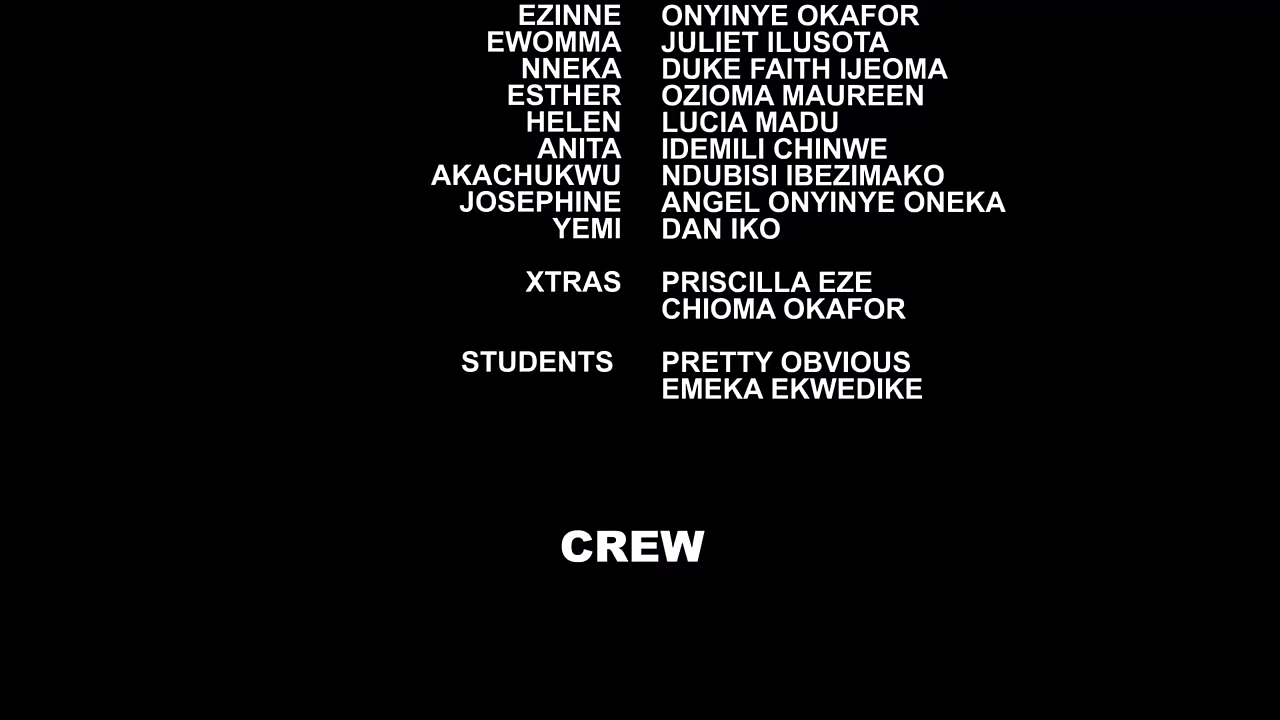 EZINNE ONYINYE OKAFOR
EWOMMA JULIET ILUSOTA
NNEKA DUKE FAITH IJEOMA
ESTHER OZIOMA MAUREEN
HELEN LUCIA MADU
ANITA IDEMILI CHINWE
AKACHUKWU NDUBISI IBEZIMAKO
JOSEPHINE ANGEL ONYINYE ONEKA
YEMI DAN IKO
XTRAS PRISCILLA EZE
CHIOMA OKAFOR
STUDENTS PRETTY OBVIOUS
EMEKA EKWEDIKE
CREW